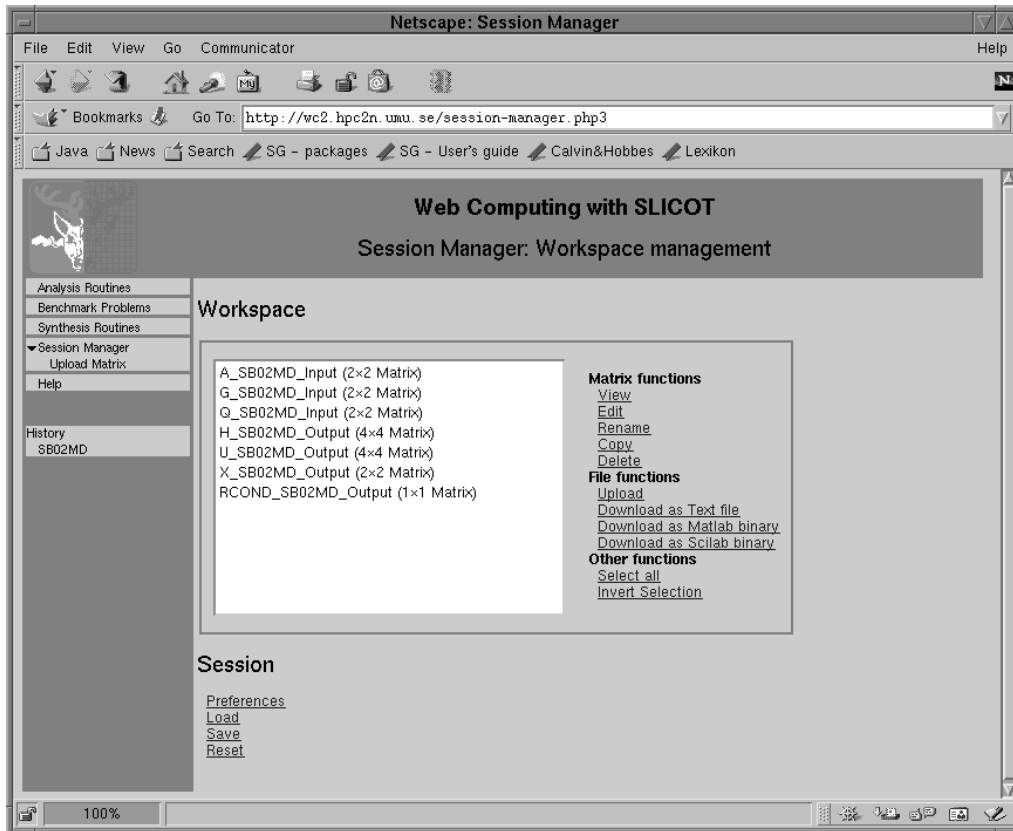 Netscape: Session Manager
File Edit View Go Communicator Help
My
N
Bookmarks Go To: http://wc2.hpc2n.umu.se/session-manager.php3
Java News Search SG - packages SG - User's guide Calvin&Hobbes Lexikon
Web Computing with SLICOT
Session Manager: Workspace management
Analysis Routines
Benchmark Problems
Synthesis Routines
Session Manager
Upload Matrix
Help
History
SB02MD
Workspace
A_SB02MD_Input (2×2 Matrix)
G_SB02MD_Input (2×2 Matrix)
Q_SB02MD_Input (2×2 Matrix)
H_SB02MD_Output (4×4 Matrix)
U_SB02MD_Output (4×4 Matrix)
X_SB02MD_Output (2×2 Matrix)
RCOND_SB02MD_Output (1×1 Matrix)
Matrix functions
View
Edit
Rename
Copy
Delete
File functions
Upload
Download as Text file
Download as Matlab binary
Download as Scilab binary
Other functions
Select all
Invert Selection
Session
Preferences
Load
Save
Reset
100%